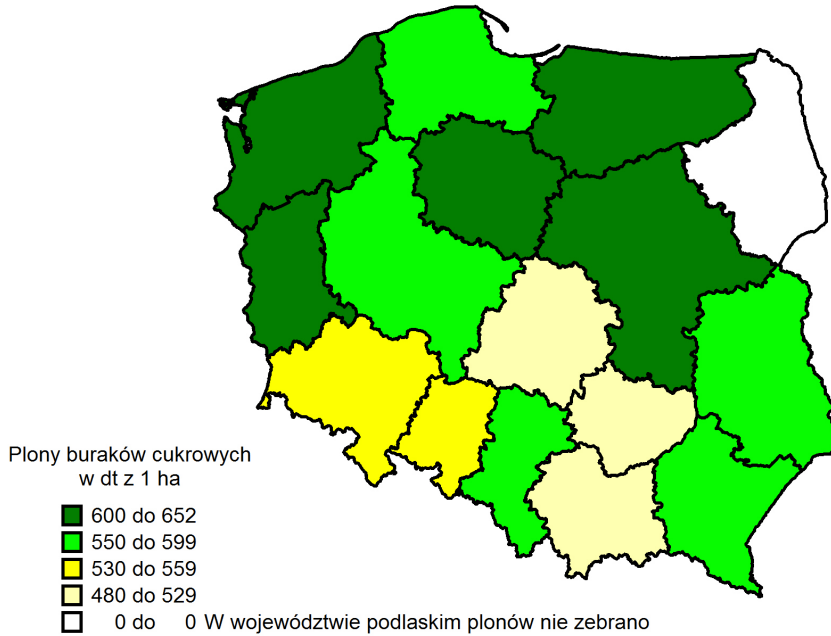 Plony buraków cukrowych
w dt z 1 ha
600 do 652
550 do 599
530 do 559
480 do 529
0 do 0 W województwie podlaskim plonów nie zebrano